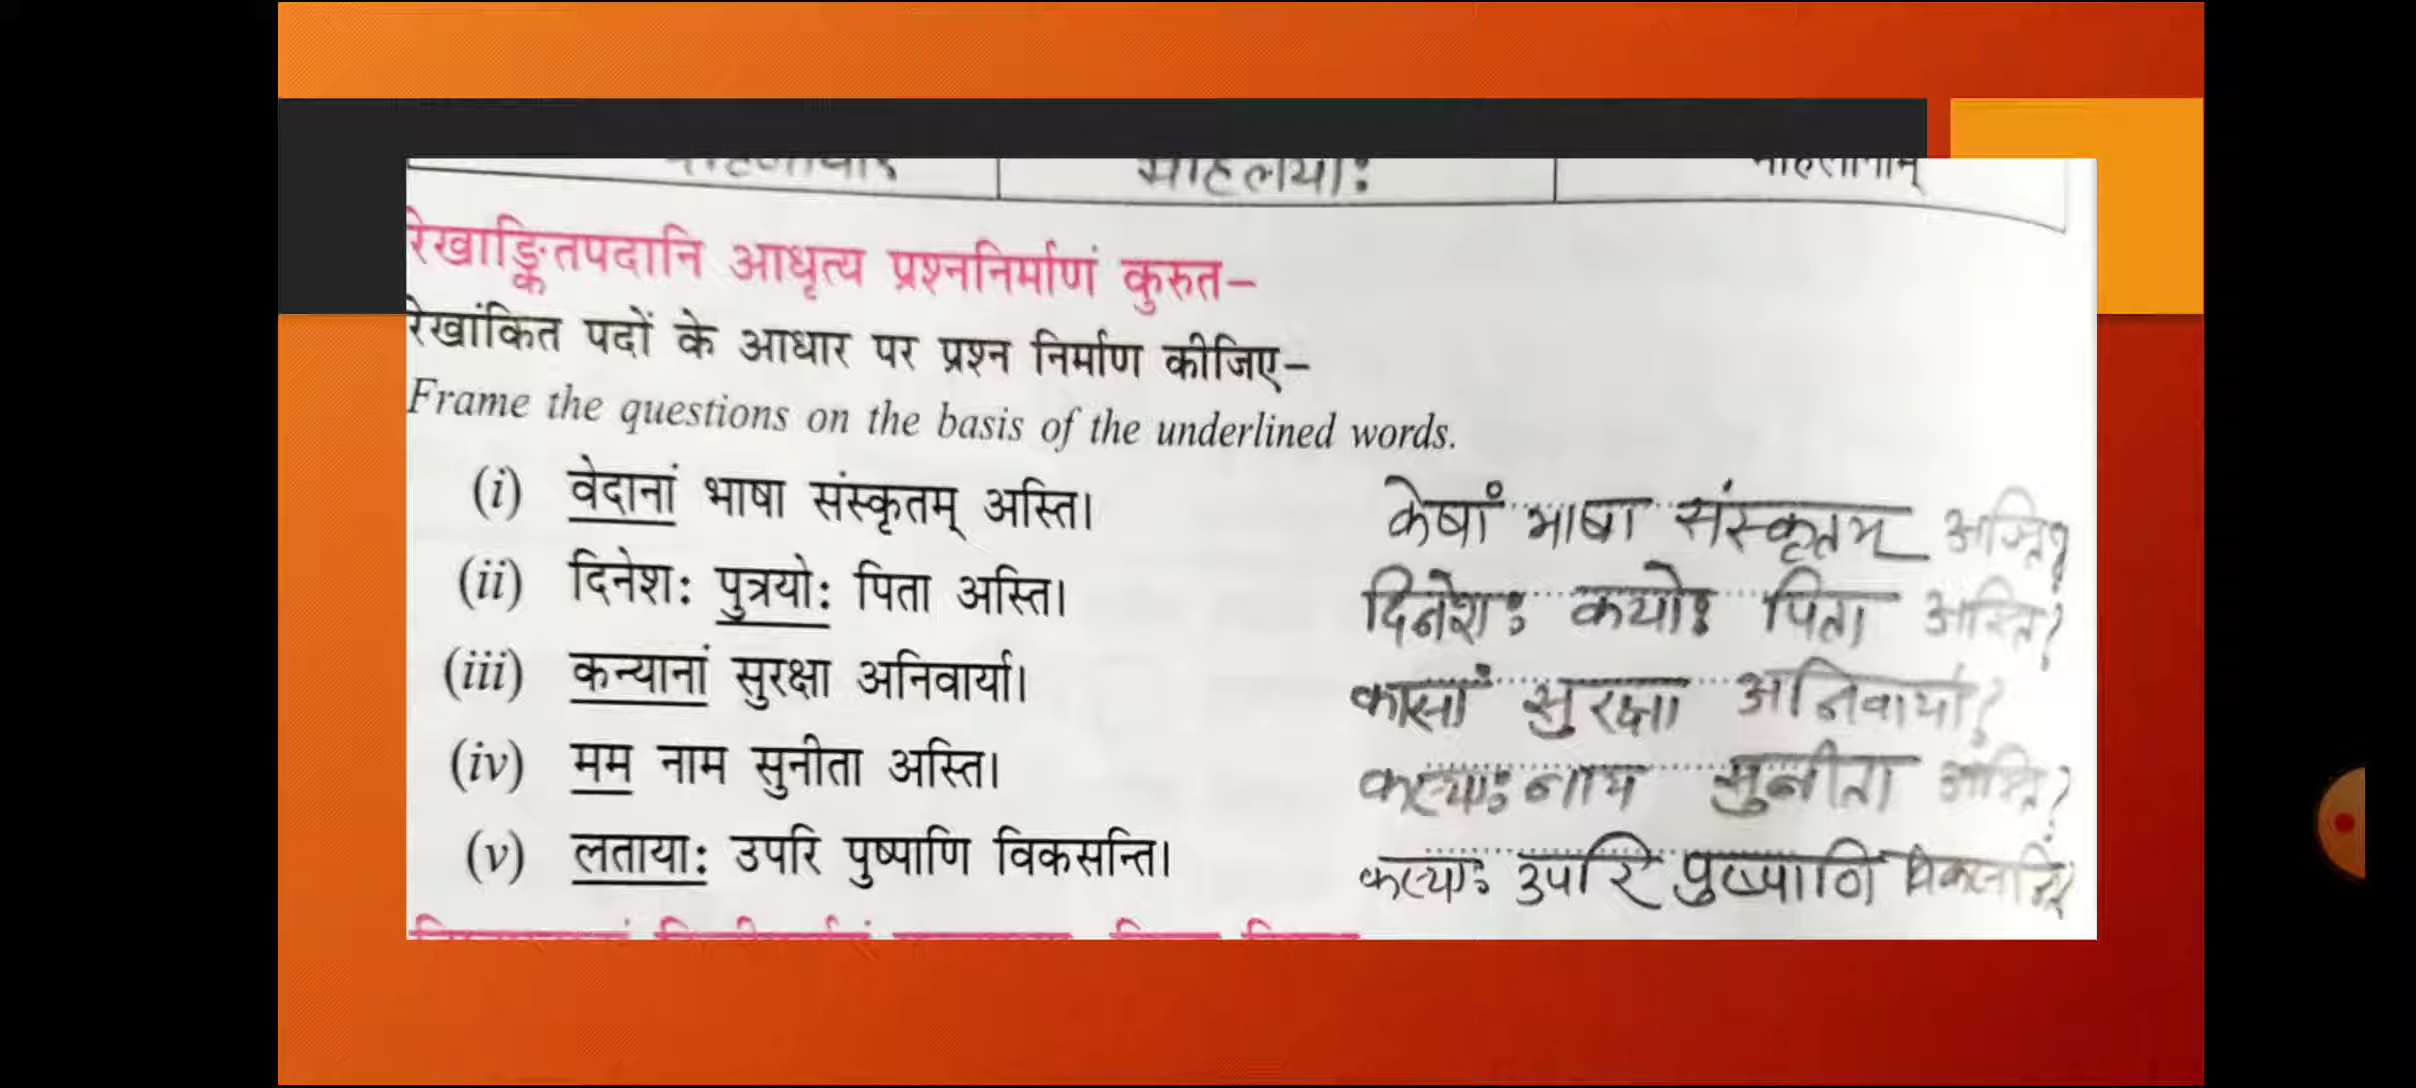 माहलयोः
रेखाङ्कितपदानि आधृत्य प्रश्ननिर्माणं कुरुत–
रेखांकित पदों के आधार पर प्रश्न निर्माण कीजिए–
Frame the questions on the basis of the underlined words.
(i) वेदानां भाषा संस्कृतम् अस्ति। केषां भाषा संस्कृतम् अस्ति?
(ii) दिनेशः पुत्रयोः पिता अस्ति। दिनेशः कयोः पिता अस्ति?
(iii) कन्यानां सुरक्षा अनिवार्या। कासां सुरक्षा अनिवार्या?
(iv) मम नाम सुनीता अस्ति। कस्याः नाम सुनीता अस्ति?
(v) लतायाः उपरि पुष्पाणि विकसन्ति। कस्याः उपरि पुष्पाणि विकसन्ति?